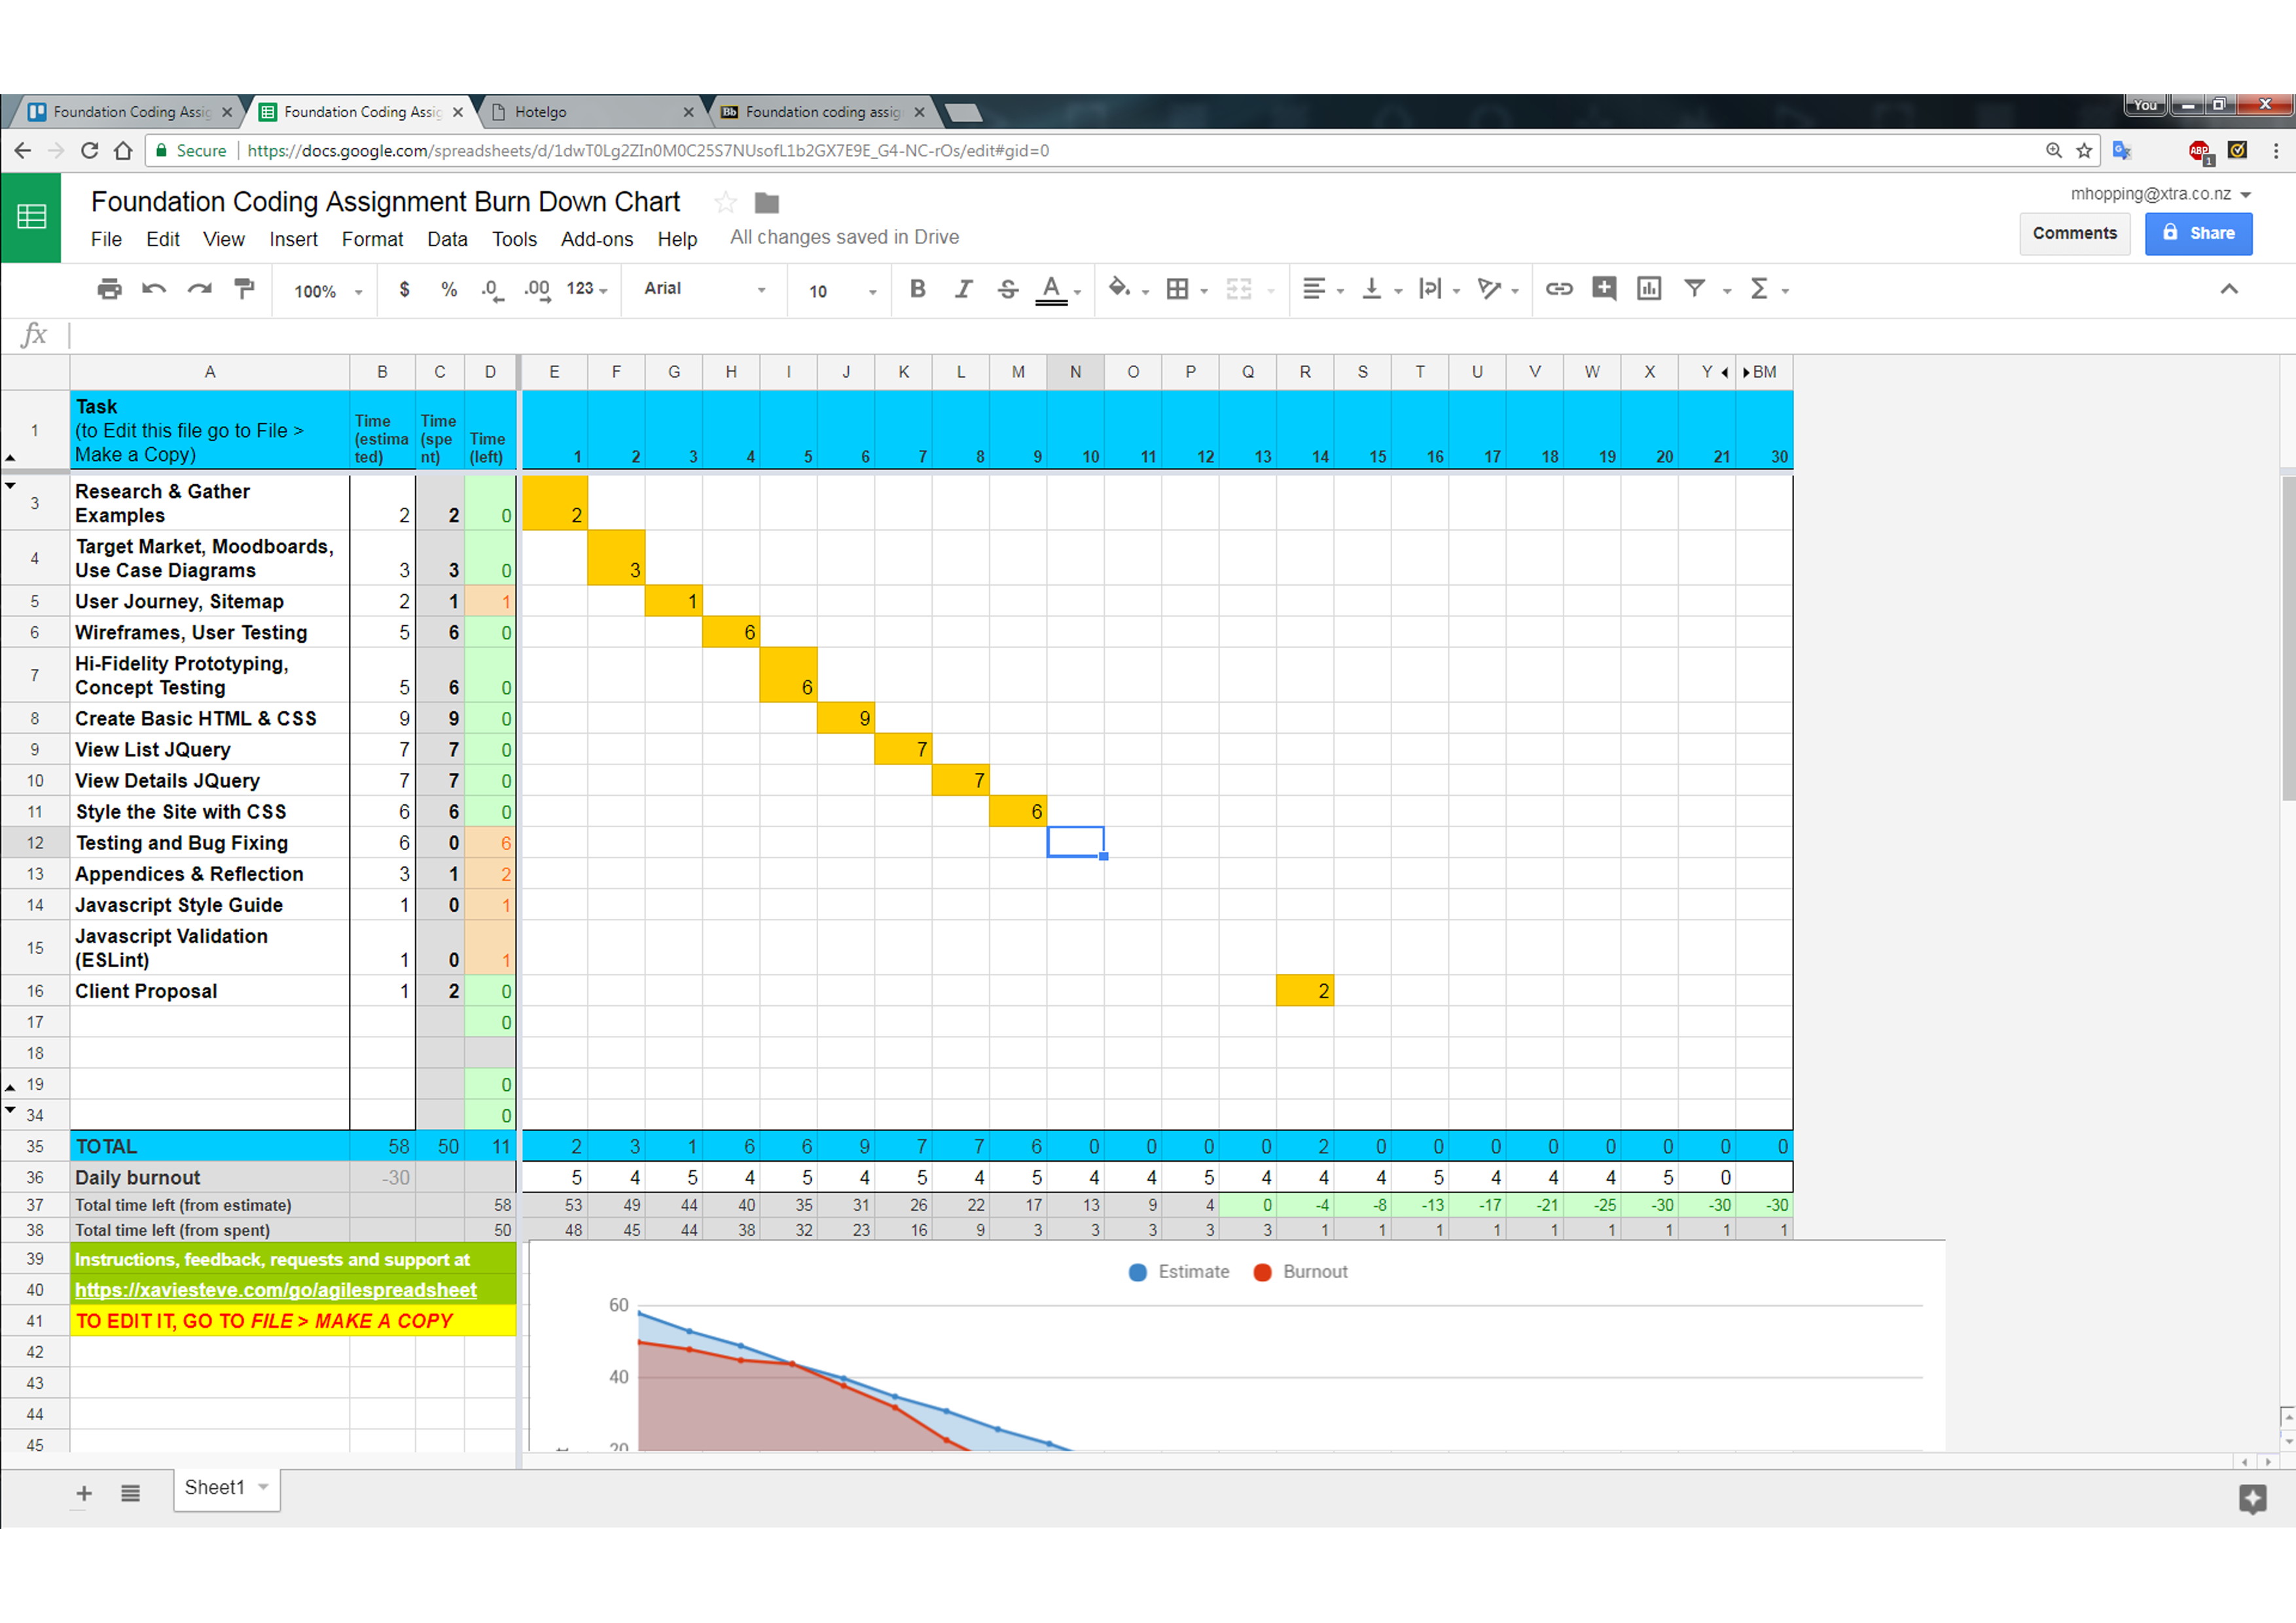 Foundation Coding Assig
Foundation Coding Assig
Hotelgo
Bb Foundation coding assig
You
Secure https://docs.google.com/spreadsheets/d/1dwT0Lg2ZIn0M0C25S7NUsofL1b2GX7E9E_G4-NC-rOs/edit#gid=0
ABP 1
Foundation Coding Assignment Burn Down Chart
mhopping@xtra.co.nz
File Edit View Insert Format Data Tools Add-ons Help All changes saved in Drive
Comments Share
100% $ % .0 .00 123 Arial 10 B I S A
fx
A B C D E F G H I J K L M N O P Q R S T U V W X Y BM
1 Task
(to Edit this file go to File >
Make a Copy)
Time
(estima
ted)
Time
(spe
nt)
Time
(left)
1 2 3 4 5 6 7 8 9 10 11 12 13 14 15 16 17 18 19 20 21 30
3 Research & Gather
Examples 2 2 0 2
4 Target Market, Moodboards,
Use Case Diagrams 3 3 0 3
5 User Journey, Sitemap 2 1 1 1
6 Wireframes, User Testing 5 6 0 6
7 Hi-Fidelity Prototyping,
Concept Testing 5 6 0 6
8 Create Basic HTML & CSS 9 9 0 9
9 View List JQuery 7 7 0 7
10 View Details JQuery 7 7 0 7
11 Style the Site with CSS 6 6 0 6
12 Testing and Bug Fixing 6 0 6
13 Appendices & Reflection 3 1 2
14 Javascript Style Guide 1 0 1
15 Javascript Validation
(ESLint) 1 0 1
16 Client Proposal 1 2 0 2
17 0
18
19 0
34 0
35 TOTAL 58 50 11 2 3 1 6 6 9 7 7 6 0 0 0 0 2 0 0 0 0 0 0 0 0
36 Daily burnout -30 5 4 5 4 5 4 5 4 5 4 4 5 4 4 4 5 4 4 4 5 0
37 Total time left (from estimate) 58 53 49 44 40 35 31 26 22 17 13 9 4 0 -4 -8 -13 -17 -21 -25 -30 -30 -30
38 Total time left (from spent) 50 48 45 44 38 32 23 16 9 3 3 3 3 3 1 1 1 1 1 1 1 1 1
39 Instructions, feedback, requests and support at
40 https://xaviesteve.com/go/agilespreadsheet
41 TO EDIT IT, GO TO FILE > MAKE A COPY
42
43
44
45
Estimate Burnout
60
40
20
Sheet1